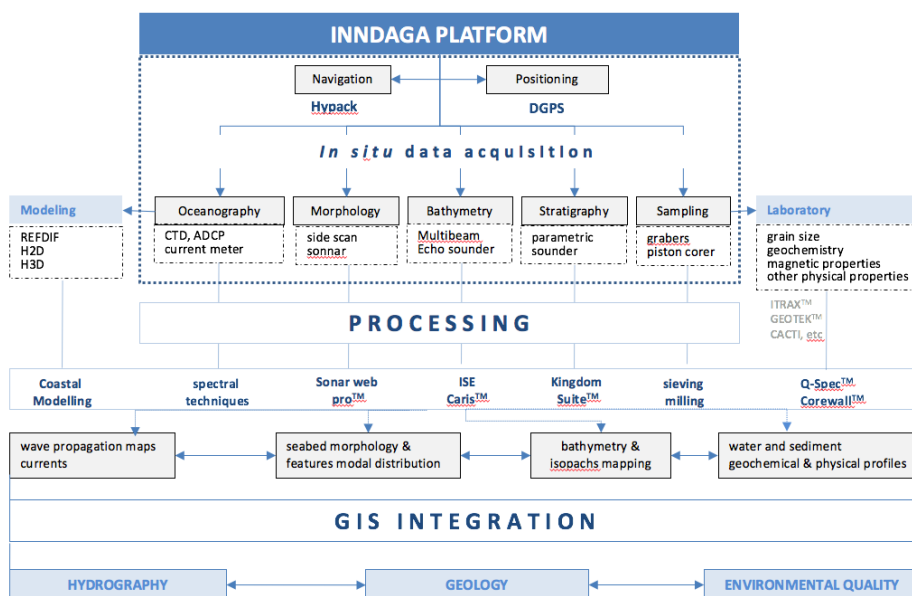 INNDAGA PLATFORM
Navigation
Positioning
Hypack
DGPS
In situ data acquisition
Modeling
Oceanography
Morphology
Bathymetry
Stratigraphy
Sampling
Laboratory
REFDIF
H2D
H3D
CTD, ADCP
current meter
side scan
sonnar
Multibeam
Echo sounder
parametric
sounder
grabers
piston corer
grain size
geochemistry
magnetic properties
other physical properties
ITRAX™
GEOTEK™
CACTI, etc
PROCESSING
Coastal
Modelling
spectral
techniques
Sonar web
pro™
ISE
Caris™
Kingdom
Suite™
sieving
milling
Q-Spec™
Corewall™
wave propagation maps
currents
seabed morphology &
features modal distribution
bathymetry &
isopachs mapping
water and sediment
geochemical & physical profiles
GIS INTEGRATION
HYDROGRAPHY
GEOLOGY
ENVIRONMENTAL QUALITY